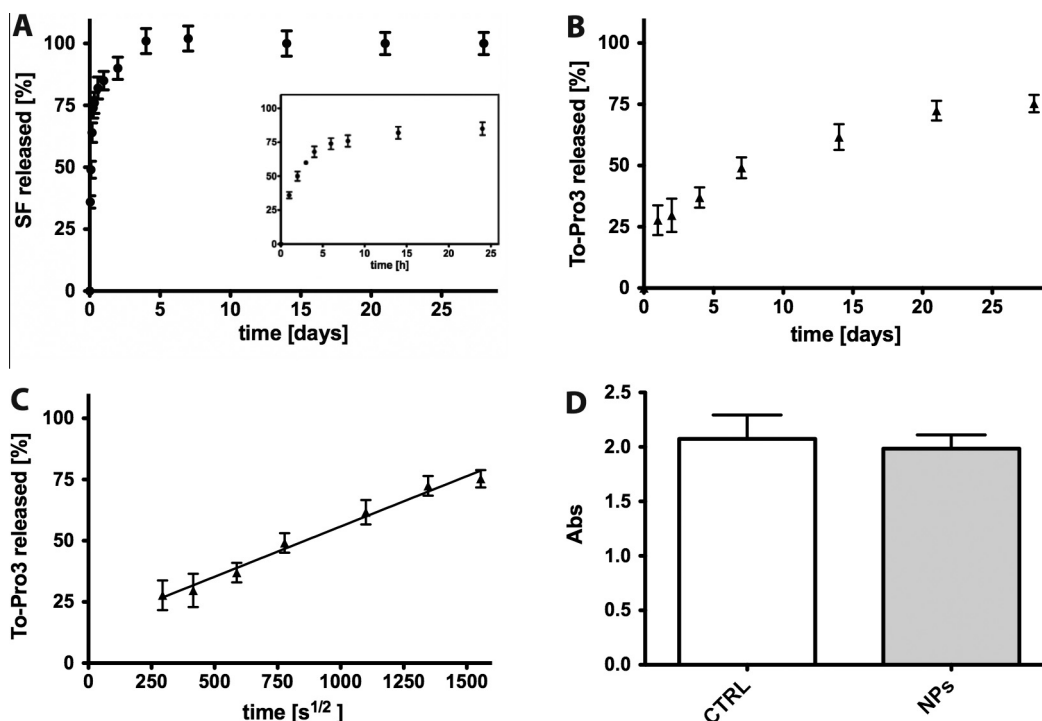 A
SF released [%]
100
75
50
25
0
0 5 10 15 20 25
time [days]
100
75
50
25
0
0 5 10 15 20 25
time [h]
B
To-Pro3 released [%]
100
75
50
25
0
0 5 10 15 20 25
time [days]
C
To-Pro3 released [%]
100
75
50
25
0
0 250 500 750 1000 1250 1500
time [s^1/2 ]
D
Abs
2.5
2.0
1.5
1.0
0.5
0.0
CTRL
NPs